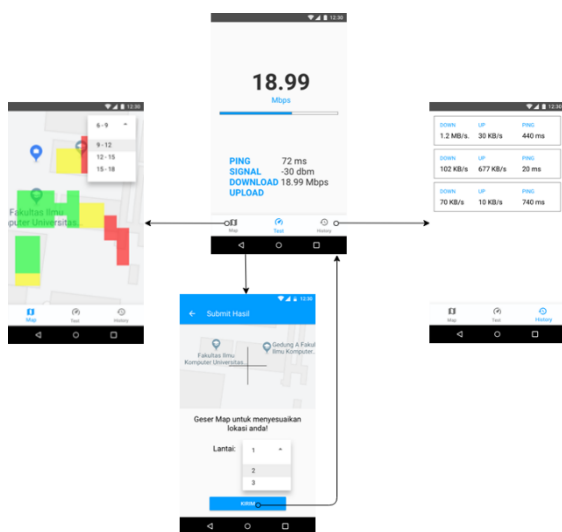 12:30
18.99
Mbps
PING 72 ms
SIGNAL -30 dbm
DOWNLOAD 18.99 Mbps
UPLOAD
Map Test History
12:30
6-9
9-12
12-15
15-18
Fakultas Ilmu
puter Universitas
Map Test History
12:30
DOWN UP PING
1.2 MB/s. 30 KB/s 440 ms
DOWN UP PING
102 KB/s 677 KB/s 20 ms
DOWN UP PING
70 KB/s 10 KB/s 740 ms
Map Test History
12:30
Submit Hasil
Fakultas Ilmu
Komputer Universitas
Gedung A Fakul
Ilmu Komputer,
Geser Map untuk menyesuaikan
lokasi anda!
Lantai: 1
2
3